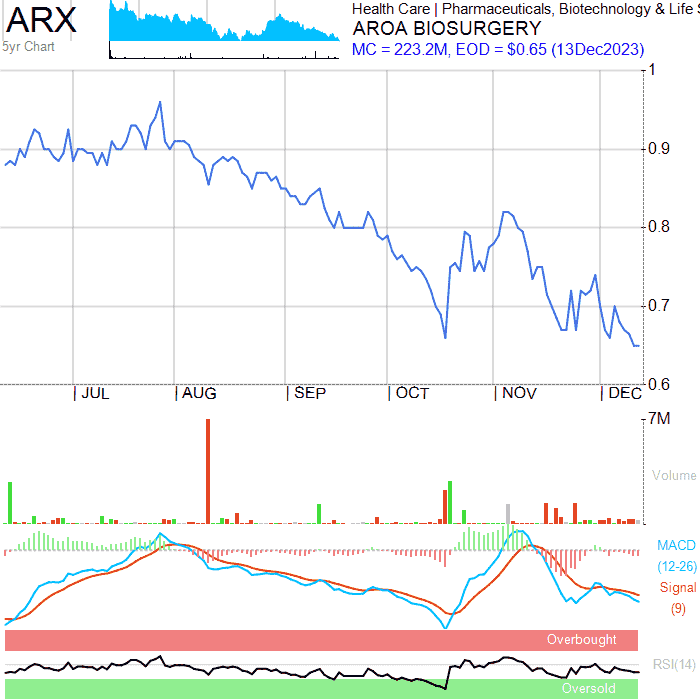 ARX
5yr Chart
Health Care | Pharmaceuticals, Biotechnology & Life S
AROA BIOSURGERY
MC = 223.2M, EOD = $0.65 (13Dec2023)
1
0.9
0.8
0.7
0.6
| JUL | AUG | SEP | OCT | NOV | DEC
7M
Volume
MACD
(12-26)
Signal
(9)
Overbought
RSI(14)
Oversold